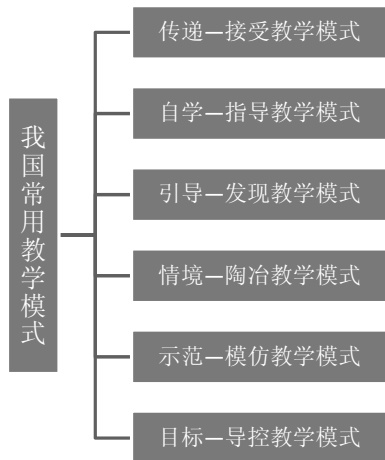 我国常用教学模式
传递—接受教学模式
自学—指导教学模式
引导—发现教学模式
情境—陶冶教学模式
示范—模仿教学模式
目标—导控教学模式